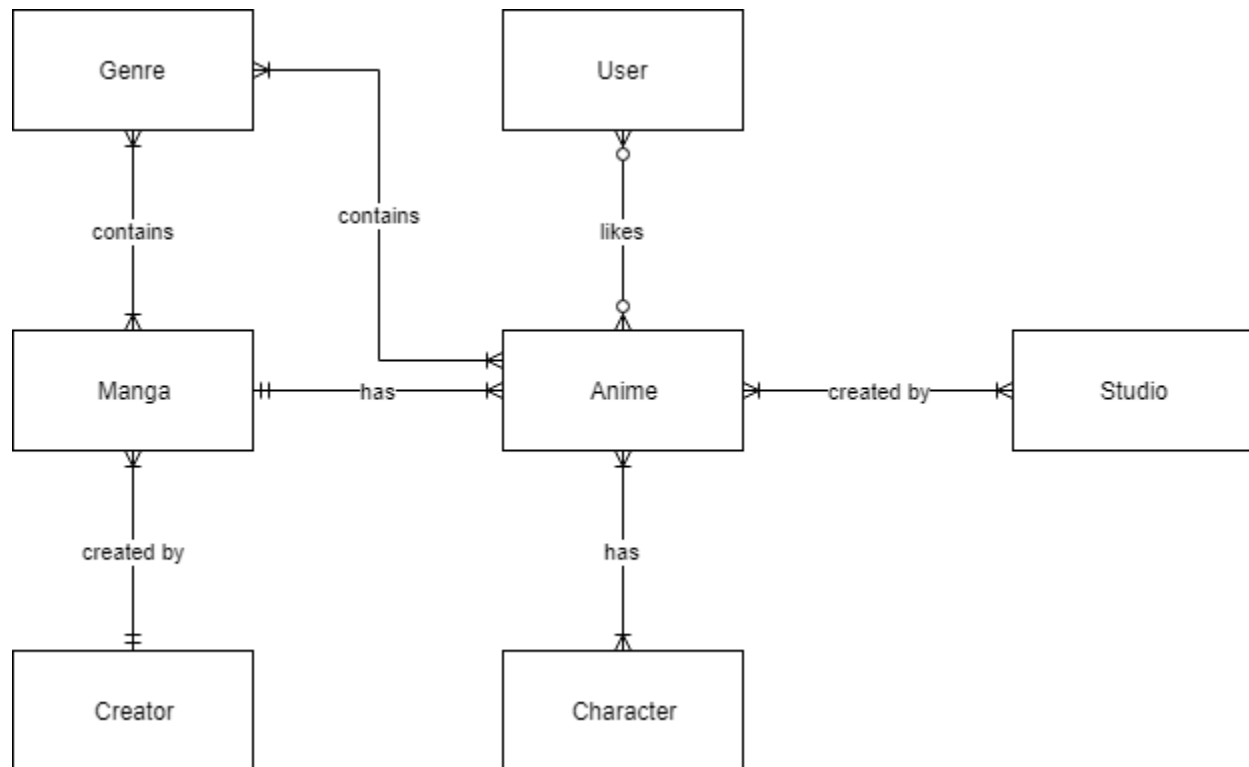 Genre
User
contains
contains
likes
Manga
has
Anime
created by
Studio
created by
has
Creator
Character